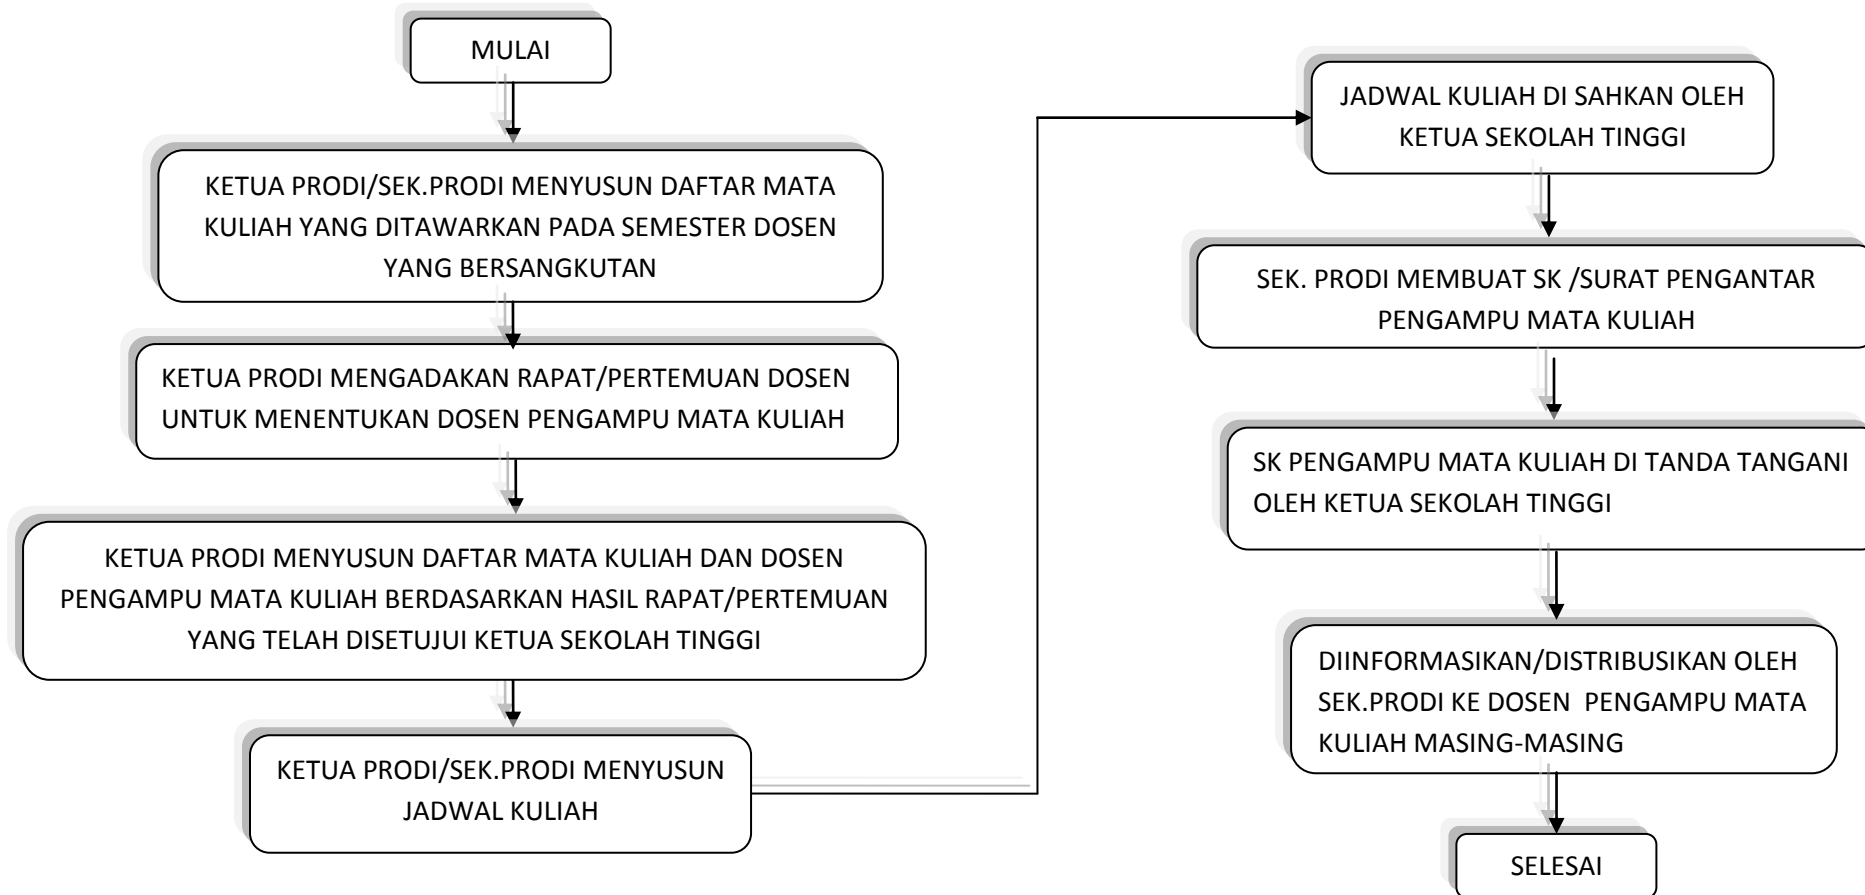 MULAI
KETUA PRODI/SEK.PRODI MENYUSUN DAFTAR MATA
KULIAH YANG DITAWARKAN PADA SEMESTER DOSEN
YANG BERSANGKUTAN
KETUA PRODI MENGADAKAN RAPAT/PERTEMUAN DOSEN
UNTUK MENENTUKAN DOSEN PENGAMPU MATA KULIAH
KETUA PRODI MENYUSUN DAFTAR MATA KULIAH DAN DOSEN
PENGAMPU MATA KULIAH BERDASARKAN HASIL RAPAT/PERTEMUAN
YANG TELAH DISETUJUI KETUA SEKOLAH TINGGI
KETUA PRODI/SEK.PRODI MENYUSUN
JADWAL KULIAH
JADWAL KULIAH DI SAHKAN OLEH
KETUA SEKOLAH TINGGI
SEK. PRODI MEMBUAT SK /SURAT PENGANTAR
PENGAMPU MATA KULIAH
SK PENGAMPU MATA KULIAH DI TANDA TANGANI
OLEH KETUA SEKOLAH TINGGI
DIINFORMASIKAN/DISTRIBUSIKAN OLEH
SEK.PRODI KE DOSEN  PENGAMPU MATA
KULIAH MASING-MASING
SELESAI